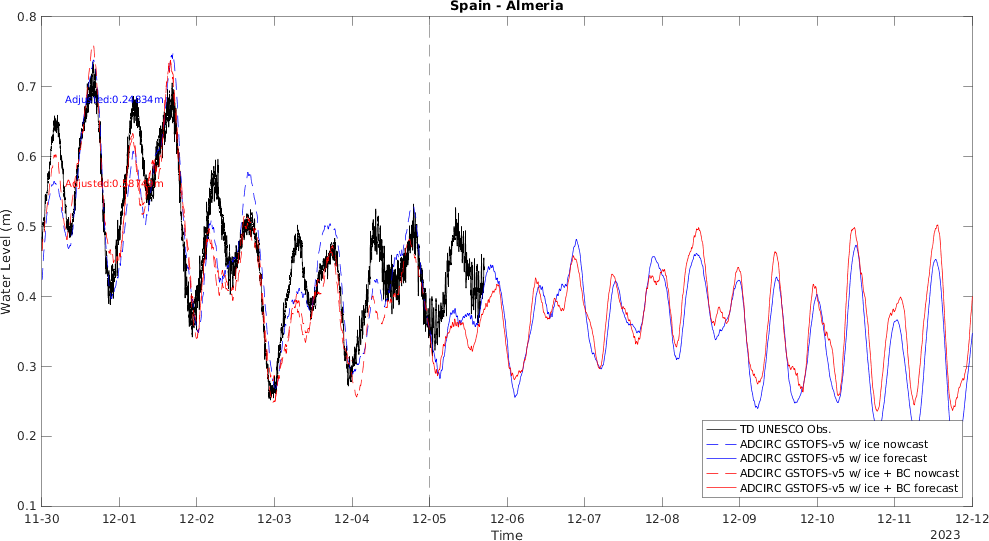 Spain - Almeria
0.8
0.7
0.6
0.5
0.4
0.3
0.2
0.1
Water Level (m)
Adjusted:0.24834m
TD UNESCO Obs.
ADCIRC GSTOFS-v5 w/ ice nowcast
ADCIRC GSTOFS-v5 w/ ice forecast
ADCIRC GSTOFS-v5 w/ ice + BC nowcast
ADCIRC GSTOFS-v5 w/ ice + BC forecast
11-30 12-01 12-02 12-03 12-04 12-05 12-06 12-07 12-08 12-09 12-10 12-11 12-12
Time
2023